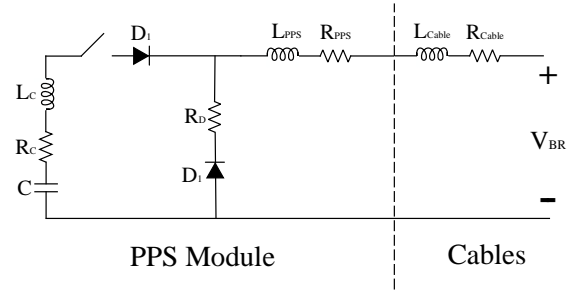 D1
LPPS
RPPS
LCable
RCable
LC
RC
C
RD
D1
+
VBR
-
PPS Module
Cables